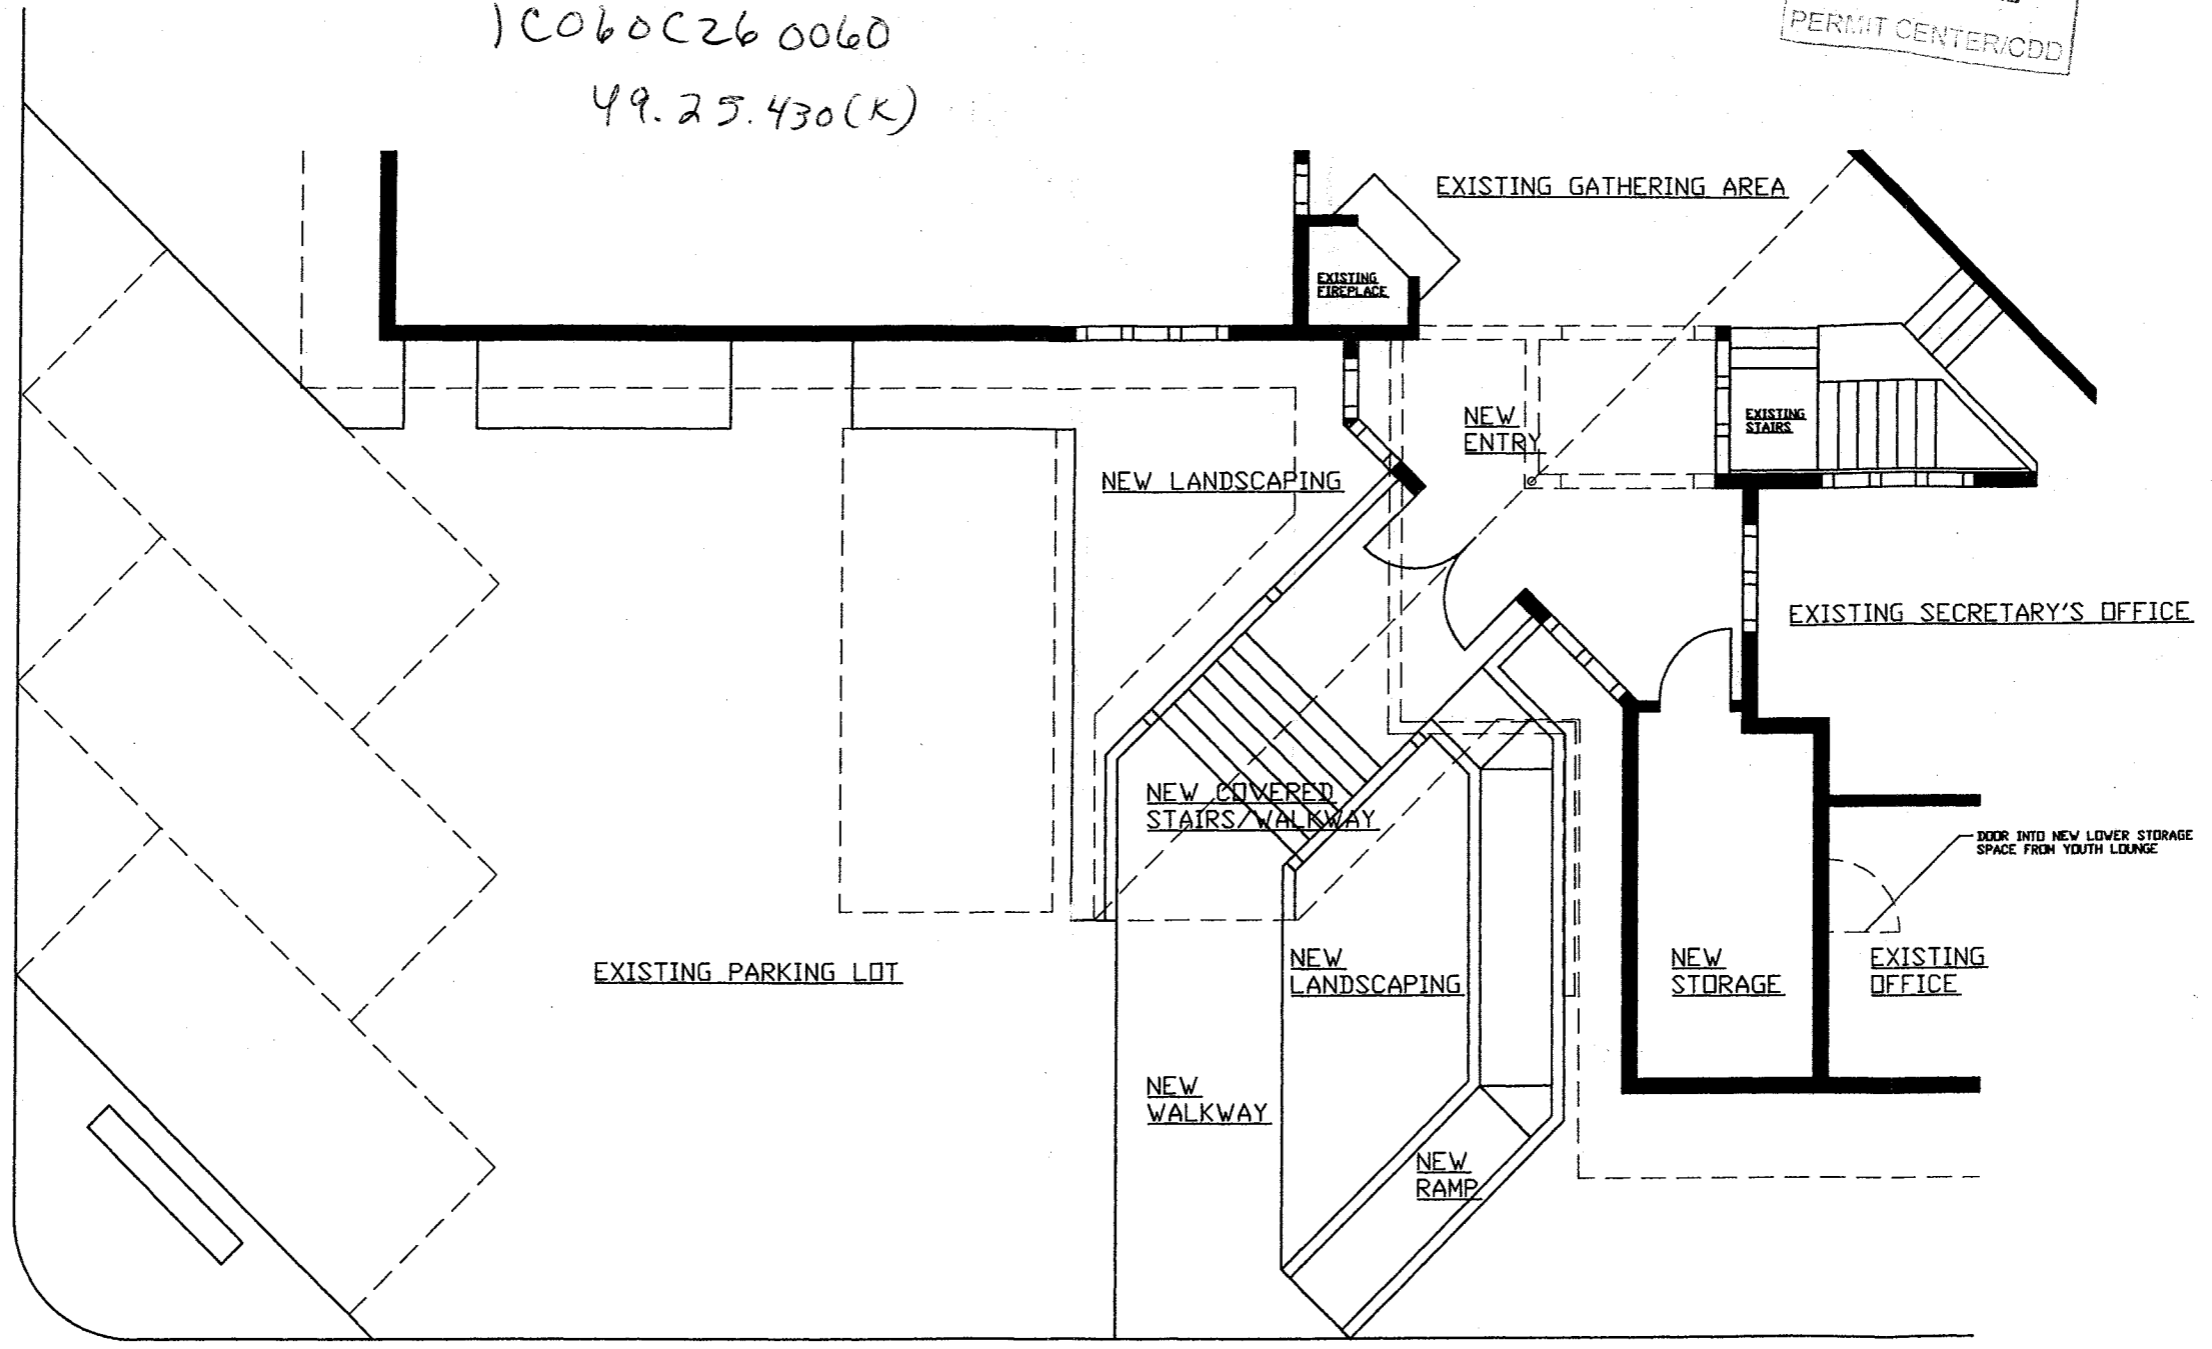 1C060C260060
49.25.430(K)
PERMIT CENTER/CDD
EXISTING GATHERING AREA
EXISTING
FIREPLACE
NEW
ENTRY
EXISTING
STAIRS
NEW LANDSCAPING
EXISTING SECRETARY'S OFFICE
NEW COVERED
STAIRS/WALKWAY
DOOR INTO NEW LOWER STORAGE
SPACE FROM YOUTH LOUNGE
EXISTING PARKING LOT
NEW
LANDSCAPING
NEW
STORAGE
EXISTING
OFFICE
NEW
WALKWAY
NEW
RAMP